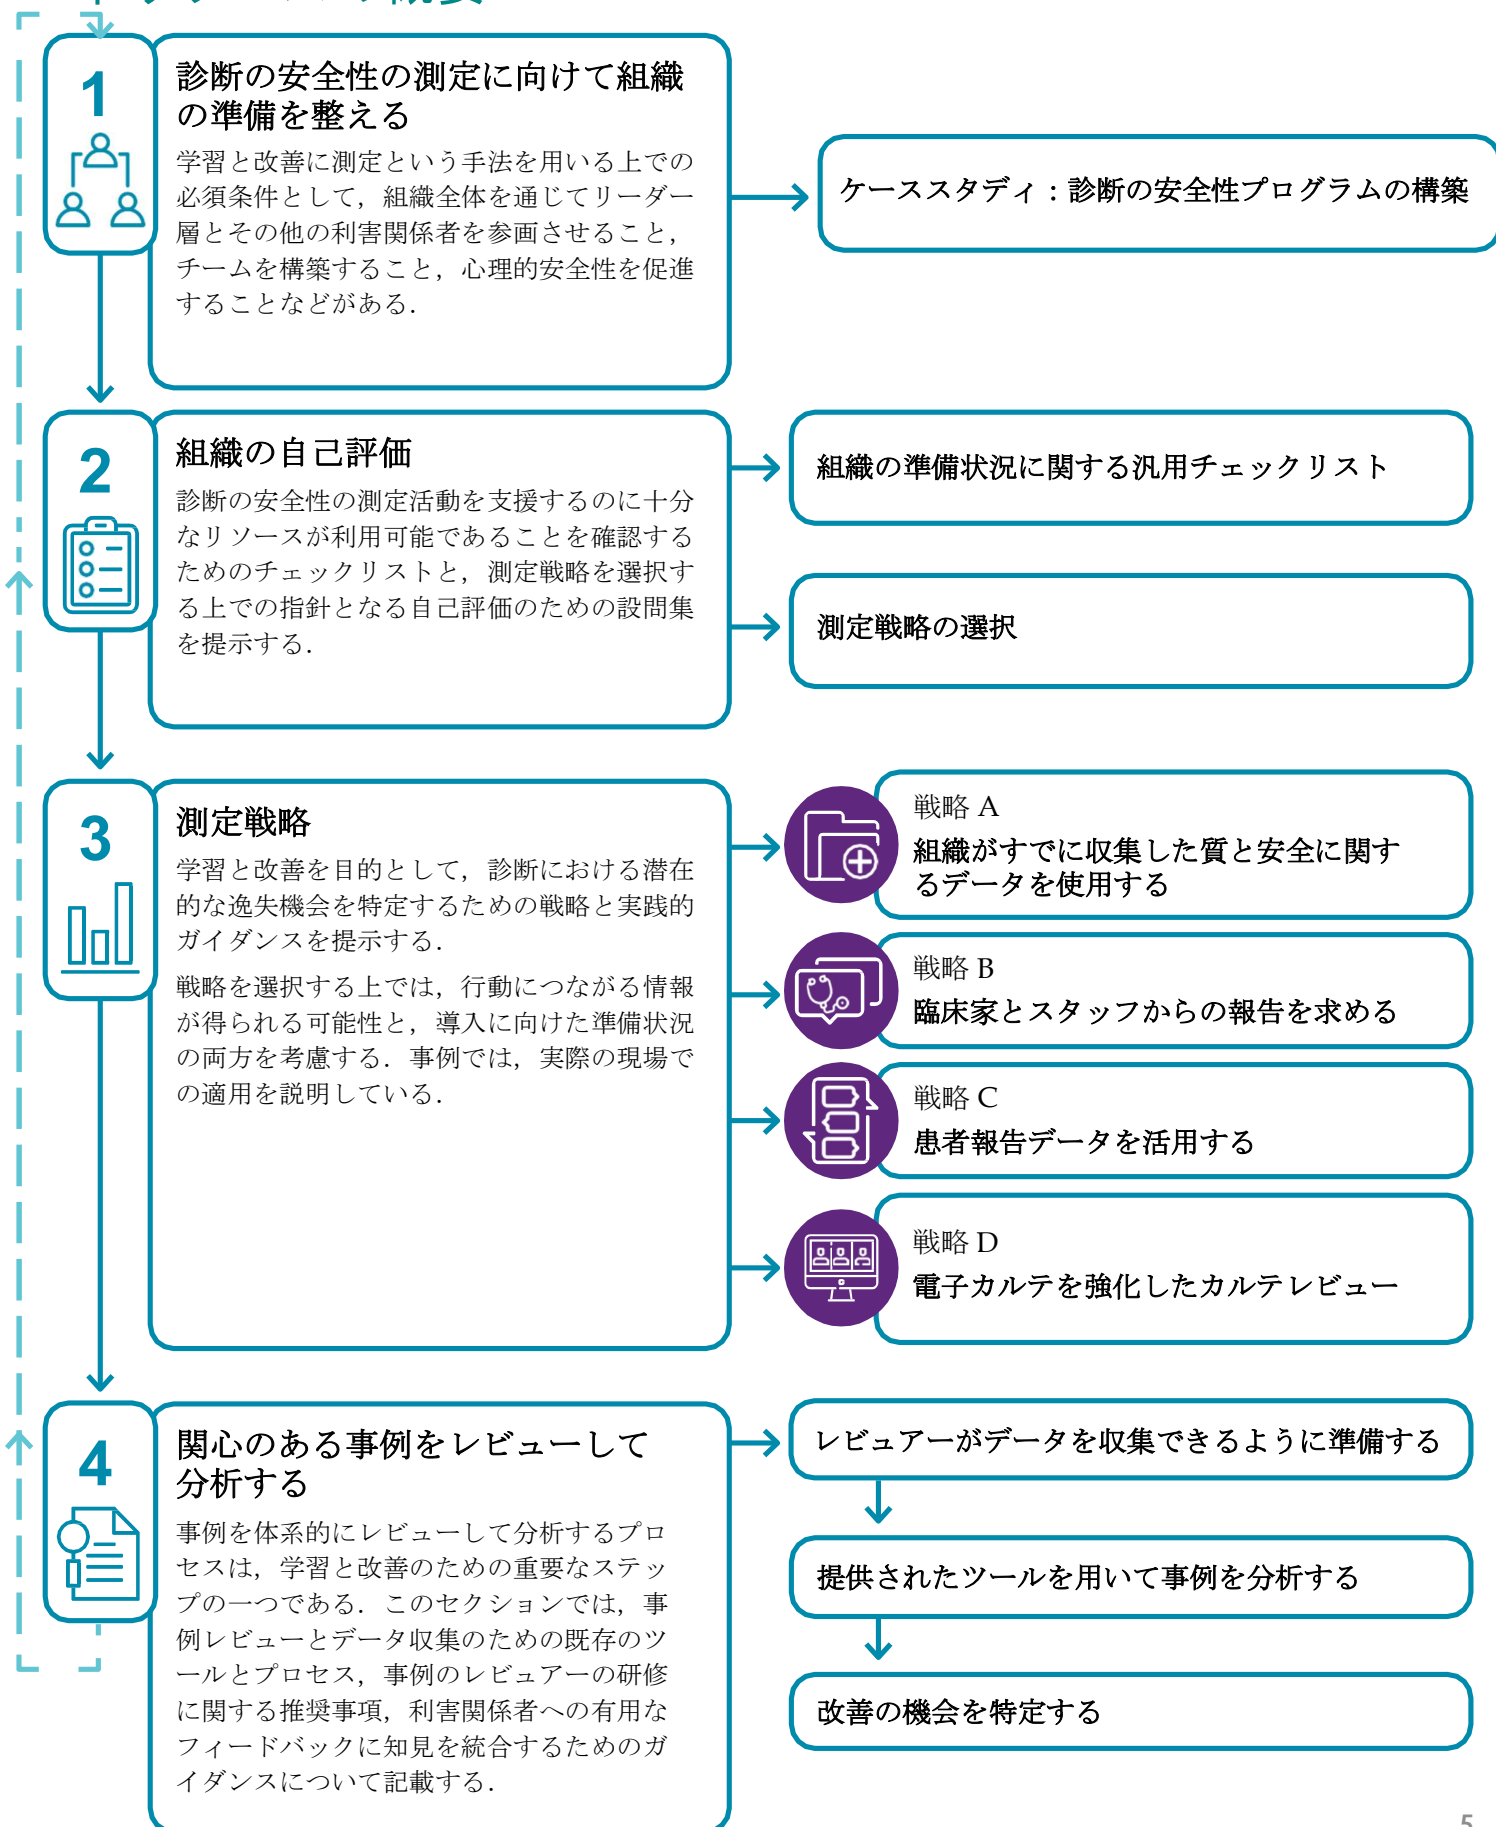 1
診断の安全性の測定に向けて組織
の準備を整える
学習と改善に測定という手法を用いる上での
必須条件として，組織全体を通じてリーダー
層とその他の利害関係者を参画させること，
チームを構築すること，心理的安全性を促進
することなどがある．
ケーススタディ：診断の安全性プログラムの構築
2
組織の自己評価
診断の安全性の測定活動を支援するのに十分
なリソースが利用可能であることを確認する
ためのチェックリストと，測定戦略を選択す
る上での指針となる自己評価のための設問集
を提示する．
組織の準備状況に関する汎用チェックリスト
測定戦略の選択
3
測定戦略
学習と改善を目的として，診断における潜在
的な逸失機会を特定するための戦略と実践的
ガイダンスを提示する．
戦略を選択する上では，行動につながる情報
が得られる可能性と，導入に向けた準備状況
の両方を考慮する．事例では，実際の現場で
の適用を説明している．
戦略 A
組織がすでに収集した質と安全に関す
るデータを使用する
戦略 B
臨床家とスタッフからの報告を求める
戦略 C
患者報告データを活用する
戦略 D
電子カルテを強化したカルテレビュー
4
関心のある事例をレビューして
分析する
事例を体系的にレビューして分析するプロ
セスは，学習と改善のための重要なステッ
プの一つである．このセクションでは，事
例レビューとデータ収集のための既存のツ
ールとプロセス，事例のレビュアーの研修
に関する推奨事項，利害関係者への有用な
フィードバックに知見を統合するためのガ
イダンスについて記載する．
レビュアーがデータを収集できるように準備する
提供されたツールを用いて事例を分析する
改善の機会を特定する
5